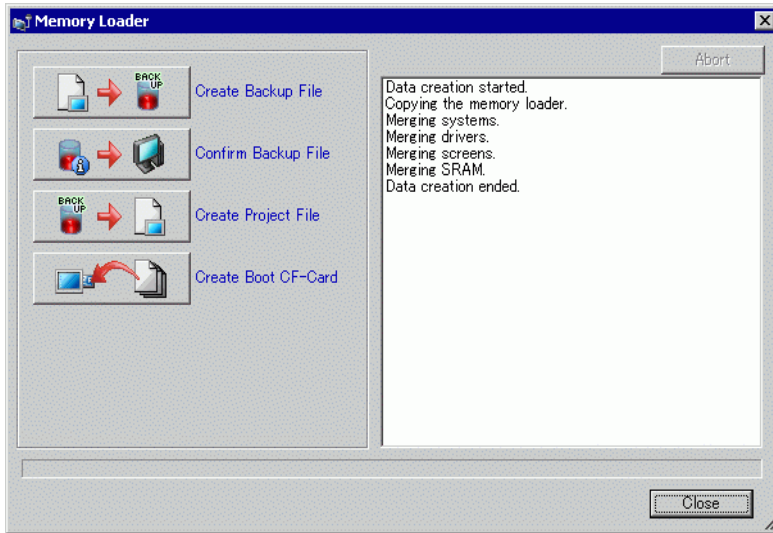 Memory Loader
Abort
BACK
UP
Create Backup File
Confirm Backup File
BACK
UP
Create Project File
Create Boot CF-Card
Data creation started.
Copying the memory loader.
Merging systems.
Merging drivers.
Merging screens.
Merging SRAM.
Data creation ended.
Close